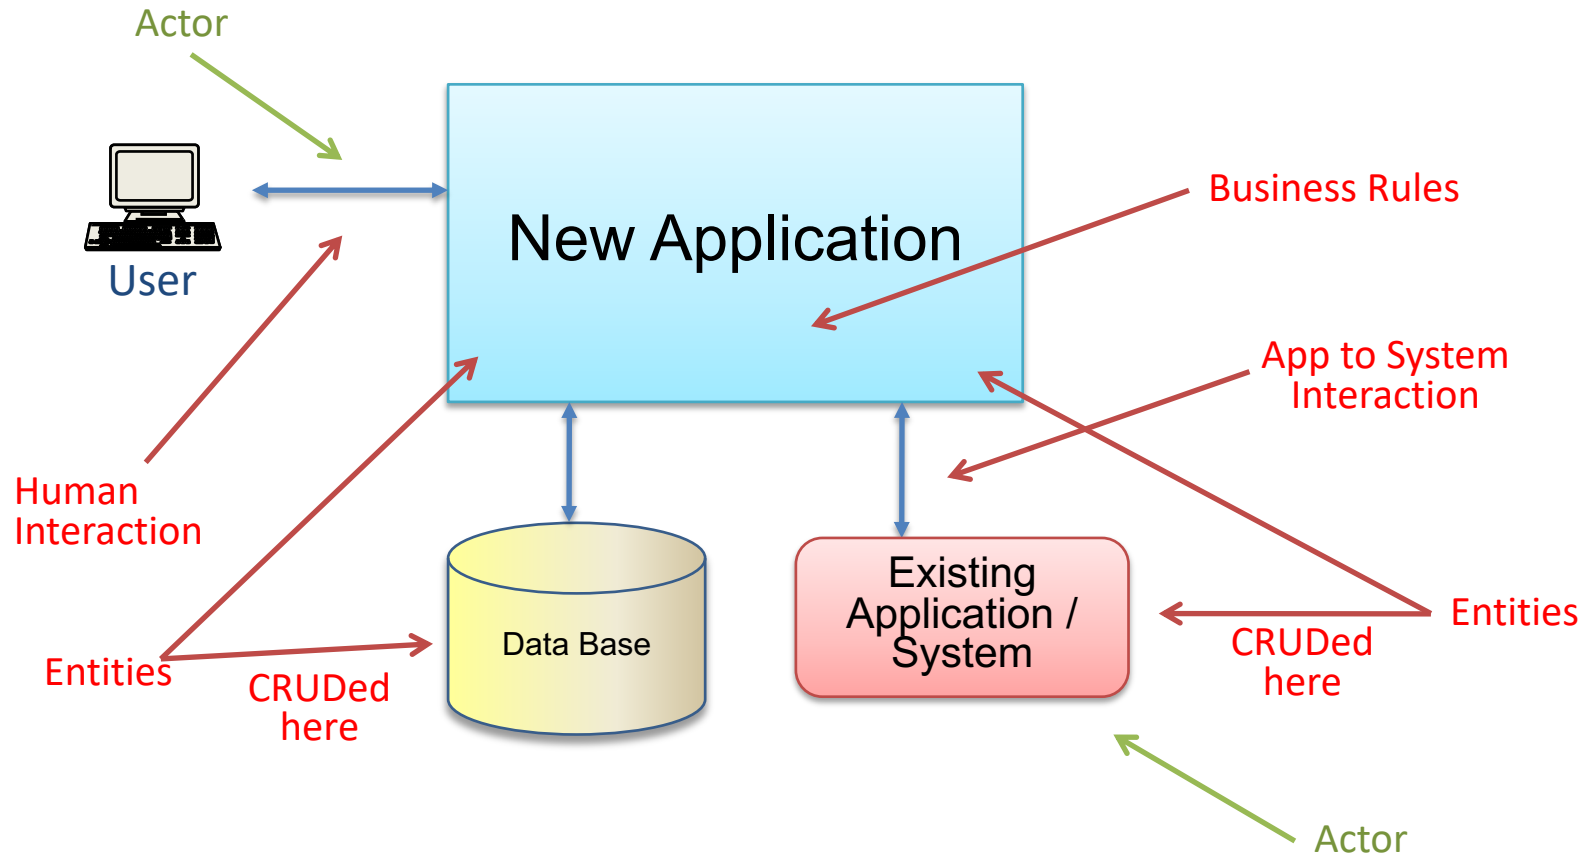 Actor
New Application
User
Business Rules
App to System
Interaction
Human
Interaction
Existing
Application /
System
Data Base
Entities
CRUDed
here
Entities
CRUDed
here
Actor